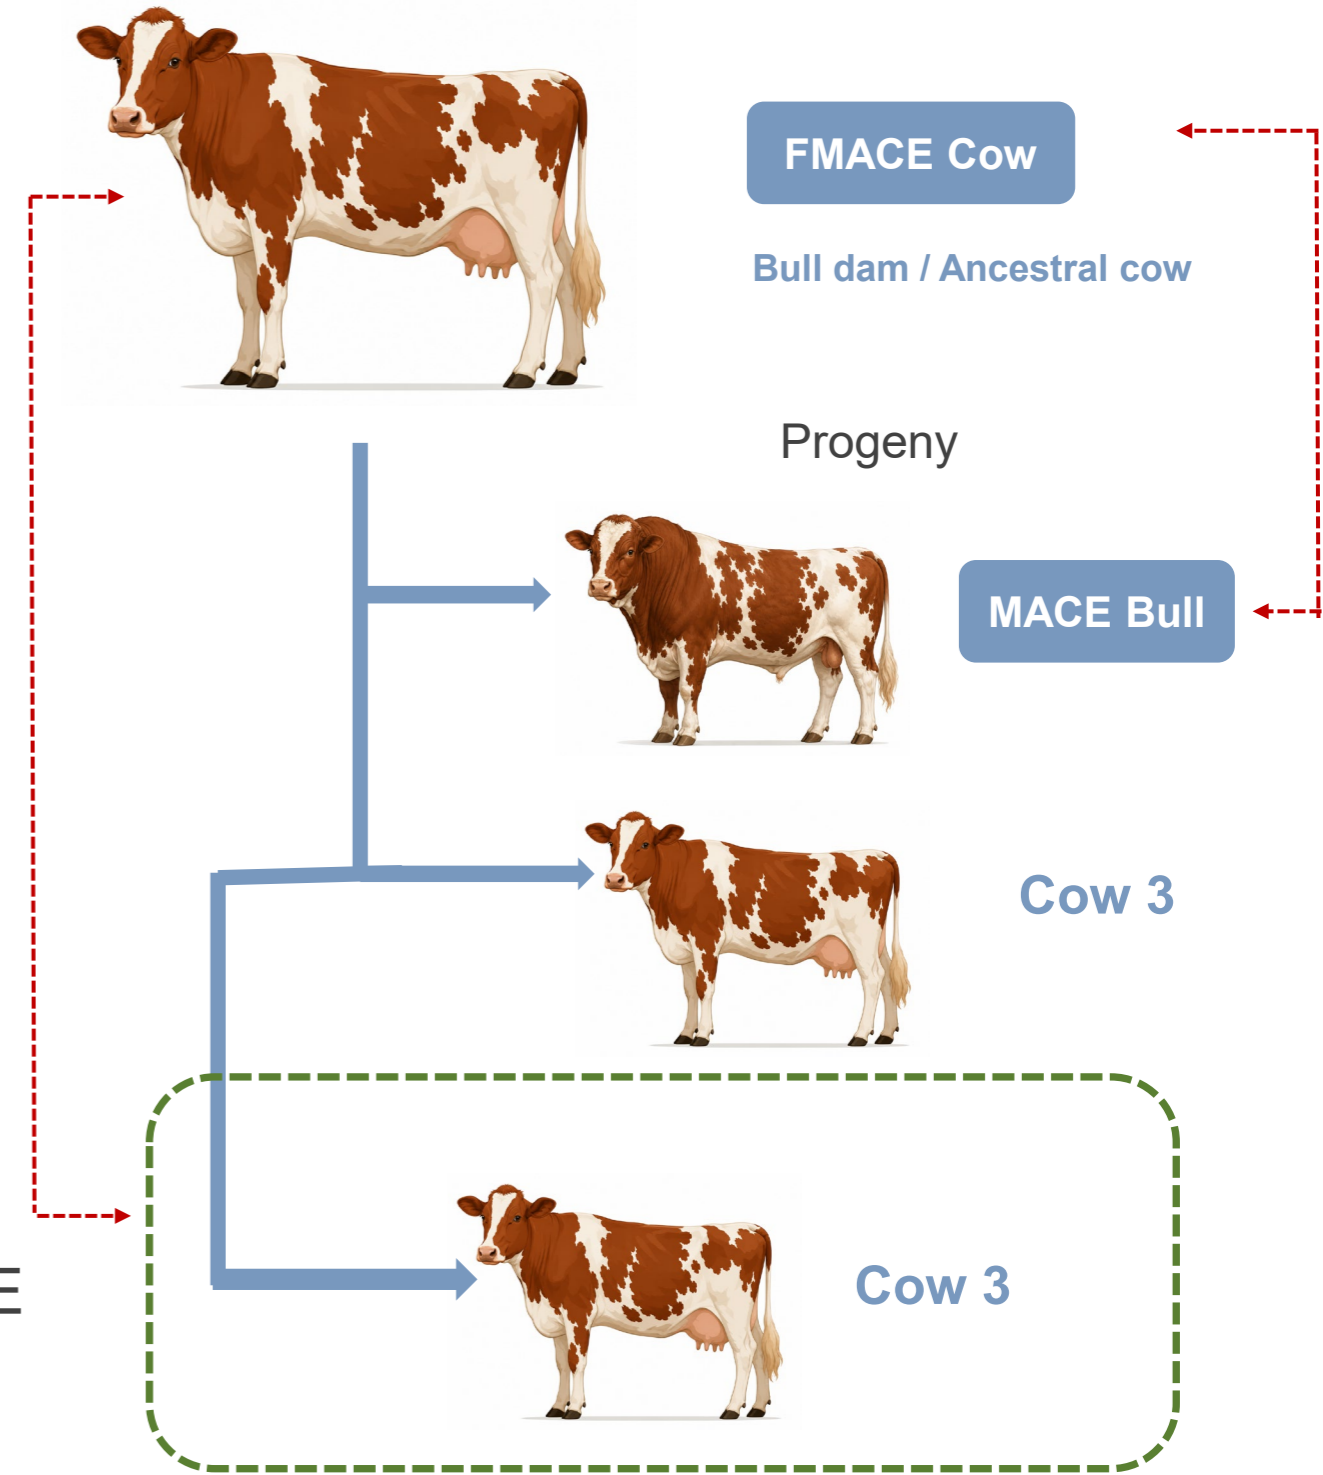 FMACE Cow
Bull dam / Ancestral cow
Progeny
MACE Bull
Cow 3
E
Cow 3